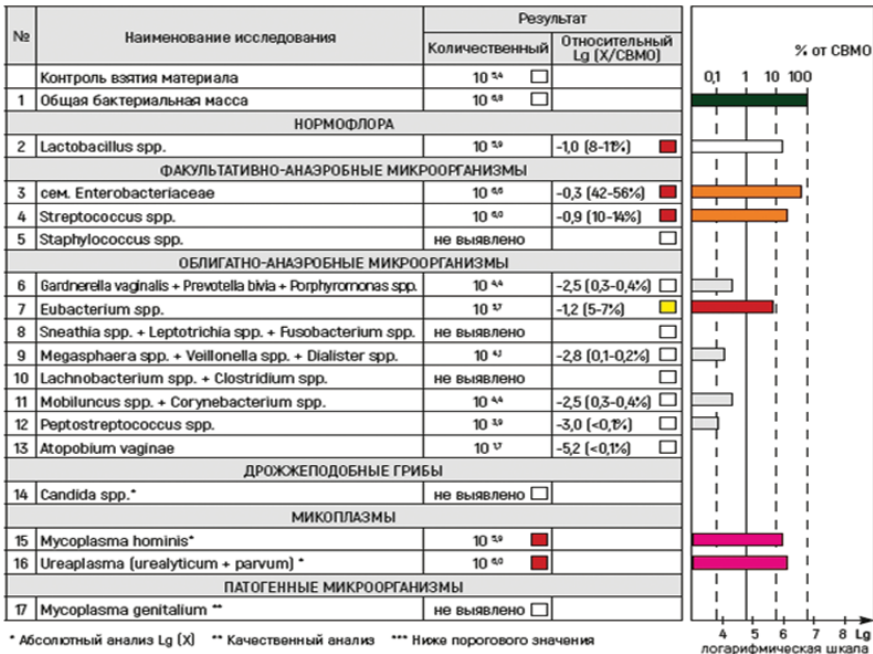 Результат
№ Наименование исследования Количественный Относительный Lg (X/СВМО) % от СВМО
Контроль взятия материала 10 5,4 0,1 1 10 100
1 Общая бактериальная масса 10 6,8
НОРМОФЛОРА
2 Lactobacillus spp. 10 5,9 -1,0 (8-11%)
ФАКУЛЬТАТИВНО-АНАЭРОБНЫЕ МИКРООРГАНИЗМЫ
3 сем. Enterobacteriaceae 10 6,6 -0,3 (42-56%)
4 Streptococcus spp. 10 6,0 -0,9 (10-14%)
5 Staphylococcus spp. не выявлено
ОБЛИГАТНО-АНАЭРОБНЫЕ МИКРООРГАНИЗМЫ
6 Gardnerella vaginalis + Prevotella bivia + Porphyromonas spp. 10 4,4 -2,5 (0,3-0,4%)
7 Eubacterium spp. 10 5,7 -1,2 (5-7%)
8 Sneathia spp. + Leptotrichia spp. + Fusobacterium spp. не выявлено
9 Megasphaera spp. + Veillonella spp. + Dialister spp. 10 4,1 -2,8 (0,1-0,2%)
10 Lachnobacterium spp. + Clostridium spp. не выявлено
11 Mobiluncus spp. + Corynebacterium spp. 10 4,4 -2,5 (0,3-0,4%)
12 Peptostreptococcus spp. 10 3,9 -3,0 (<0,1%)
13 Atopobium vaginae 10 1,7 -5,2 (<0,1%)
ДРОЖЖЕПОДОБНЫЕ ГРИБЫ
14 Candida spp.* не выявлено
МИКОПЛАЗМЫ
15 Mycoplasma hominis* 10 5,9
16 Ureaplasma (urealyticum + parvum) * 10 6,0
ПАТОГЕННЫЕ МИКРООРГАНИЗМЫ
17 Mycoplasma genitalium ** не выявлено
* Абсолютный анализ Lg (X) ** Качественный анализ *** Ниже порогового значения
4 5 6 7 8 Lg
логарифмическая шкала